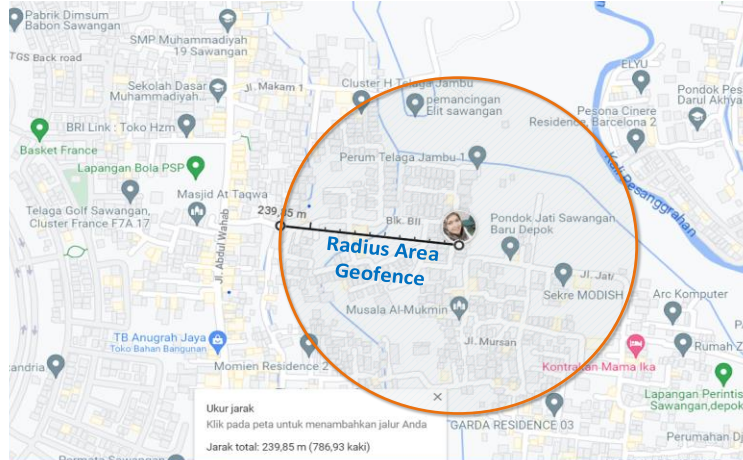 Pabrik Dimsum
Babon Sawangan
SMP Muhammadiyah
19 Sawangan
TGS Back road
Sekolah Dasar
Muhammadiyah...
Jl. Makam 1
Cluster H Telaga Jambu
pemancingan
Elit sawangan
ELYU
Pondok Pes
Darul Akhya
Pesona Cinere
Residence, Barcelona 2
BRI Link : Toko Hzm
Basket France
Lapangan Bola PSP
Perum Telaga Jambu 1
Kali Pesanggrahan
Masjid At Taqwa
Telaga Golf Sawangan,
Cluster France F7A 17
239,85 m
Blk. BII
Pondok Jati Sawangan
Baru Depok
Radius Area
Geofence
Jl. Abdul Wahab
Jl. Jati
Sekre MODISH
Arc Komputer
Musala Al-Mukmin
Jl. Mursan
TB Anugrah Jaya
Toko Bahan Bangunan
Rumah Z
andria
Momien Residence 2
Kontrakan Mama Ika
Lapangan Perintis
Sawangan,depok
Ukur jarak
Klik pada peta untuk menambahkan jalur Anda
Jarak total: 239,85 m (786,93 kaki)
GARDA RESIDENCE 03
Perumahan Dj
Permata Sawangan